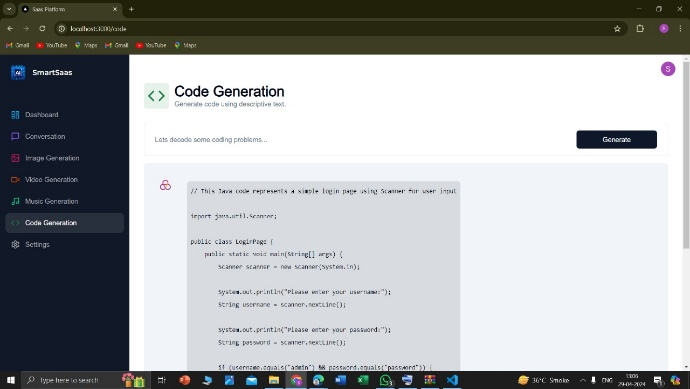 Saas Platform
localhost:3000/code
Gmail YouTube Maps Gmail YouTube Maps
SmartSaas
Dashboard
Conversation
Image Generation
Video Generation
Music Generation
Code Generation
Settings
S
Code Generation
Generate code using descriptive text.
Lets decode some coding problems...
Generate
// This Java code represents a simple login page using Scanner for user input
import java.util.Scanner;
public class LoginPage {
public static void main(String[] args) {
Scanner scanner = new Scanner(System.in);
System.out.println("Please enter your username:");
String username = scanner.nextLine();
System.out.println("Please enter your password:");
String password = scanner.nextLine();
if (username.equals("admin") && password.equals("password")) {
Type here to search
36°C Smoke
ENG
13:06
29-04-2024